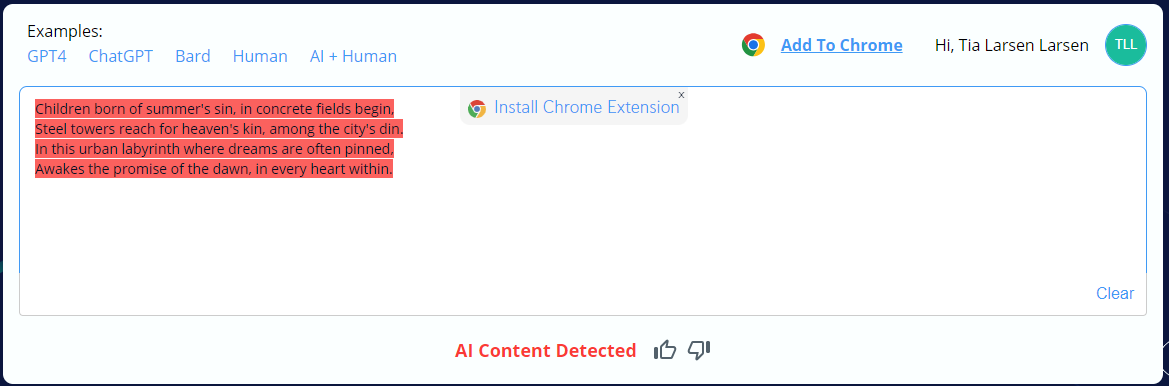 Examples:
GPT4 ChatGPT Bard Human AI + Human
Add To Chrome
Hi, Tia Larsen Larsen
TLL
Install Chrome Extension
x
Children born of summer's sin, in concrete fields begin,
Steel towers reach for heaven's kin, among the city's din.
In this urban labyrinth where dreams are often pinned,
Awakes the promise of the dawn, in every heart within.
Clear
AI Content Detected